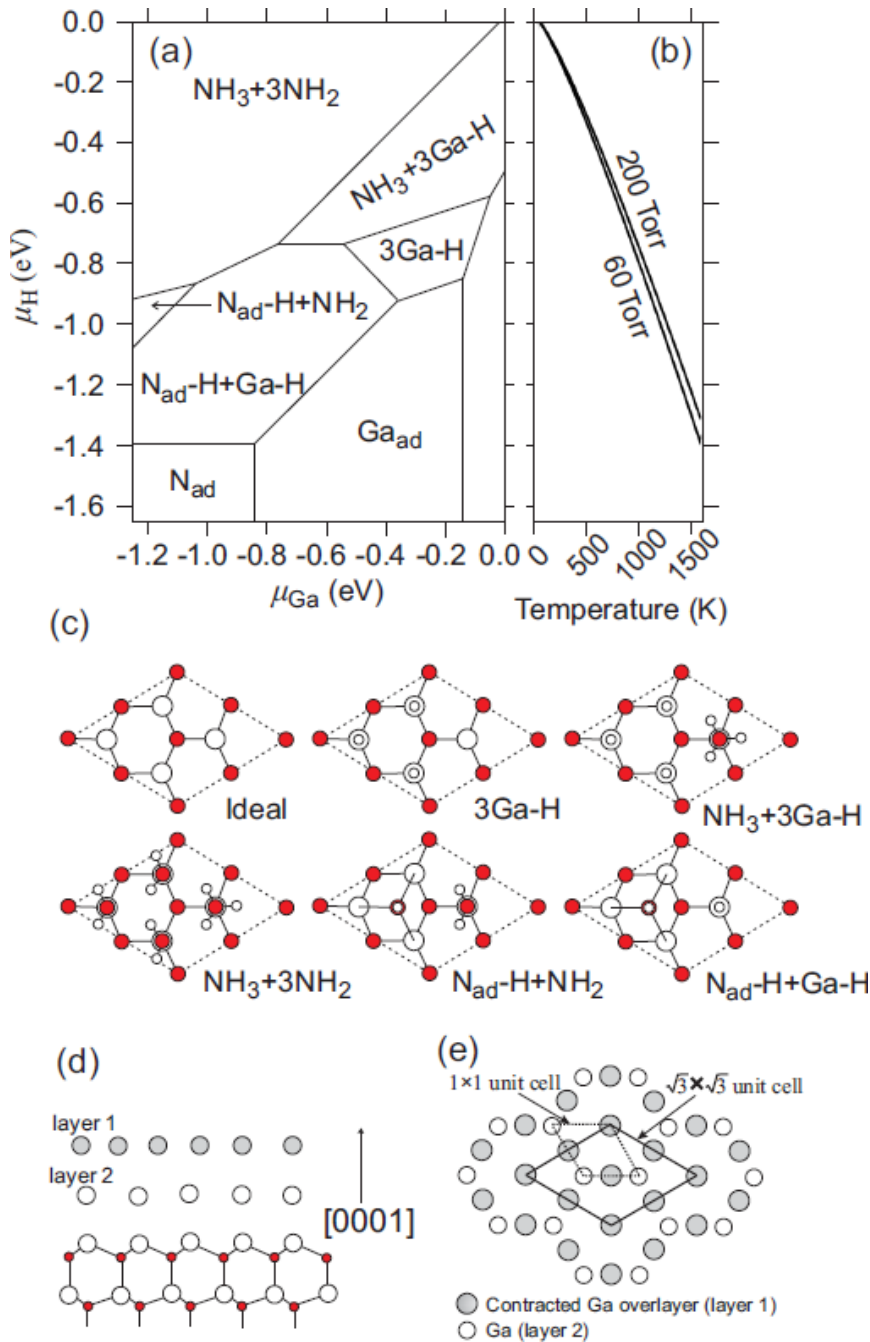 (a)
(b)
0.0
-0.2
-0.4
-0.6
-0.8
-1.0
-1.2
-1.4
-1.6
μH (eV)
NH3+3NH2
NH3+3Ga-H
3Ga-H
Nad-H+NH2
Nad-H+Ga-H
Gaad
Nad
200 Torr
60 Torr
-1.2 -1.0 -0.8 -0.6 -0.4 -0.2 0.0
μGa (eV)
0 500 1000 1500
Temperature (K)
(c)
Ideal
3Ga-H
NH3+3Ga-H
NH3+3NH2
Nad-H+NH2
Nad-H+Ga-H
(d)
layer 1
layer 2
[0001]
(e)
1×1 unit cell
√3×√3 unit cell
Contracted Ga overlayer (layer 1)
Ga (layer 2)